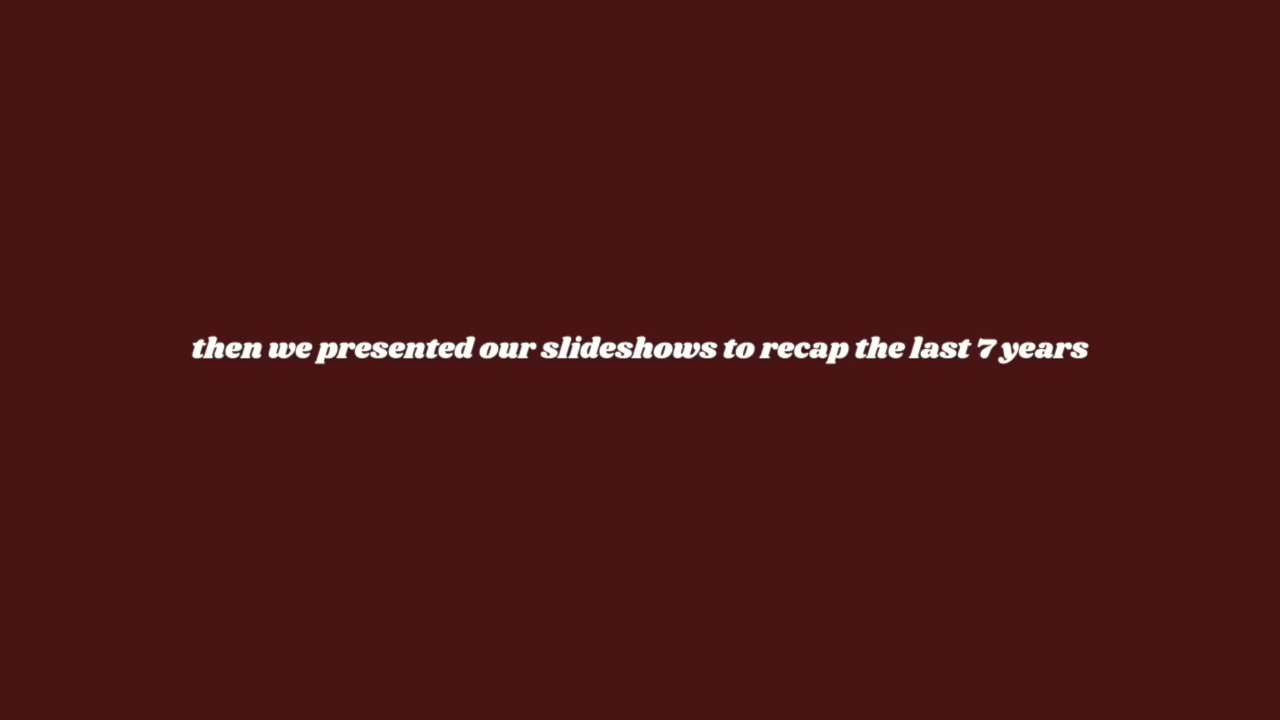 then we presented our slideshows to recap the last 7 years